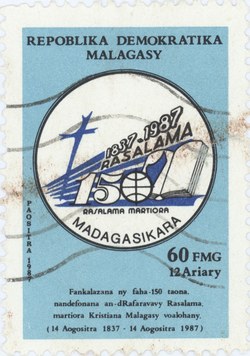 REPOBLIKA DEMOKRATIKA
MALAGASY
1837-1987
RASALAMA
150
RASALAMA MARTIORA
MADAGASIKARA
PAOSITRA 1987
60 FMG
12 Ariary
Fankalazana ny faha-150 taona,
nandefonana an-dRafaravavy Rasalama,
martiora Kristiana Malagasy voalohany.
(14 Aogositra 1837 - 14 Aogositra 1987)